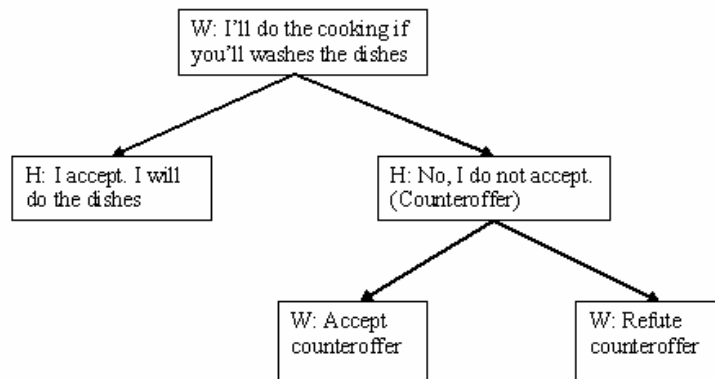 W: I'll do the cooking if
you'll washes the dishes
H: I accept. I will
do the dishes
H: No, I do not accept.
(Counteroffer)
W: Accept
counteroffer
W: Refute
counteroffer